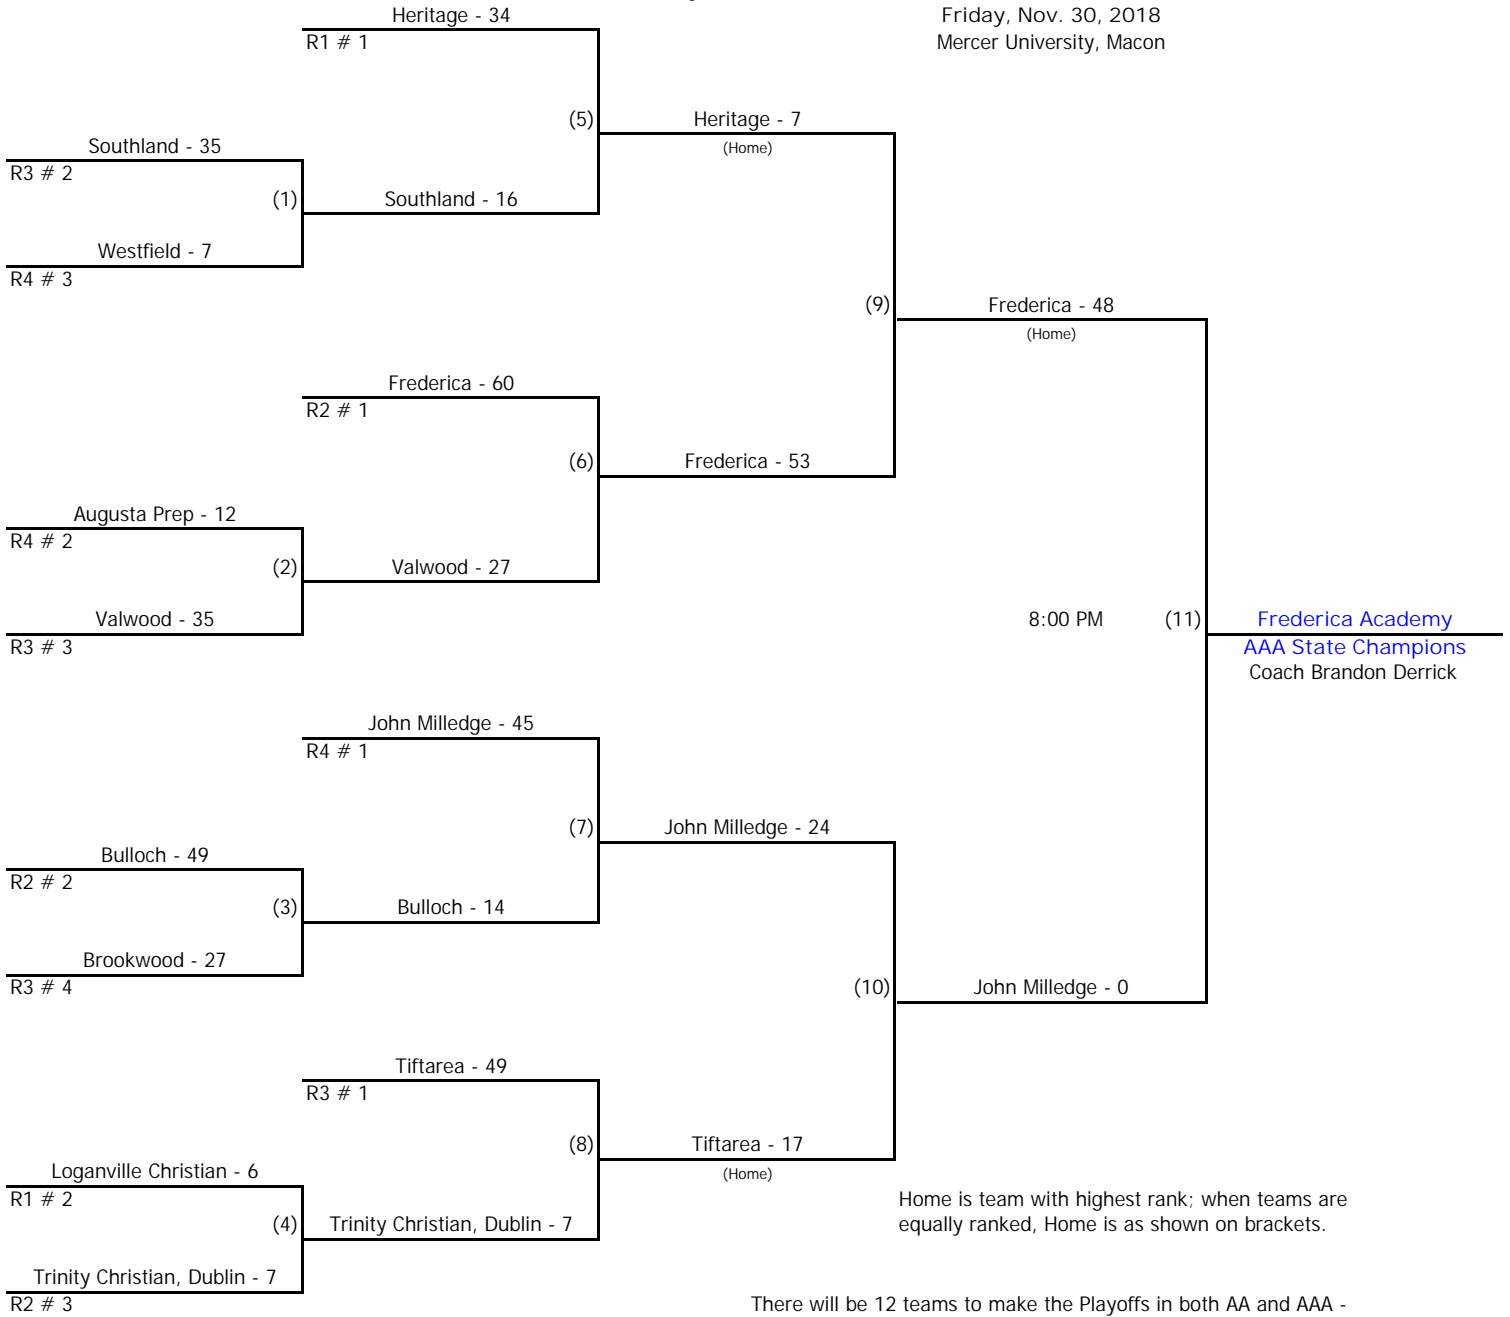 Heritage - 34
Friday, Nov. 30, 2018
R1 # 1
Mercer University, Macon
(5)
Heritage - 7
(Home)
Southland - 35
R3 # 2
(1)
Southland - 16
Westfield - 7
R4 # 3
(9)
Frederica - 48
(Home)
Frederica - 60
R2 # 1
(6)
Frederica - 53
Augusta Prep - 12
R4 # 2
(2)
Valwood - 27
Valwood - 35
R3 # 3
8:00 PM
(11)
Frederica Academy
AAA State Champions
Coach Brandon Derrick
John Milledge - 45
R4 # 1
(7)
John Milledge - 24
Bulloch - 49
R2 # 2
(3)
Bulloch - 14
Brookwood - 27
R3 # 4
(10)
John Milledge - 0
Tiftarea - 49
R3 # 1
(8)
Tiftarea - 17
(Home)
Loganville Christian - 6
R1 # 2
(4)
Trinity Christian, Dublin - 7
Home is team with highest rank; when teams are
equally ranked, Home is as shown on brackets.
Trinity Christian, Dublin - 7
R2 # 3
There will be 12 teams to make the Playoffs in both AA and AAA -